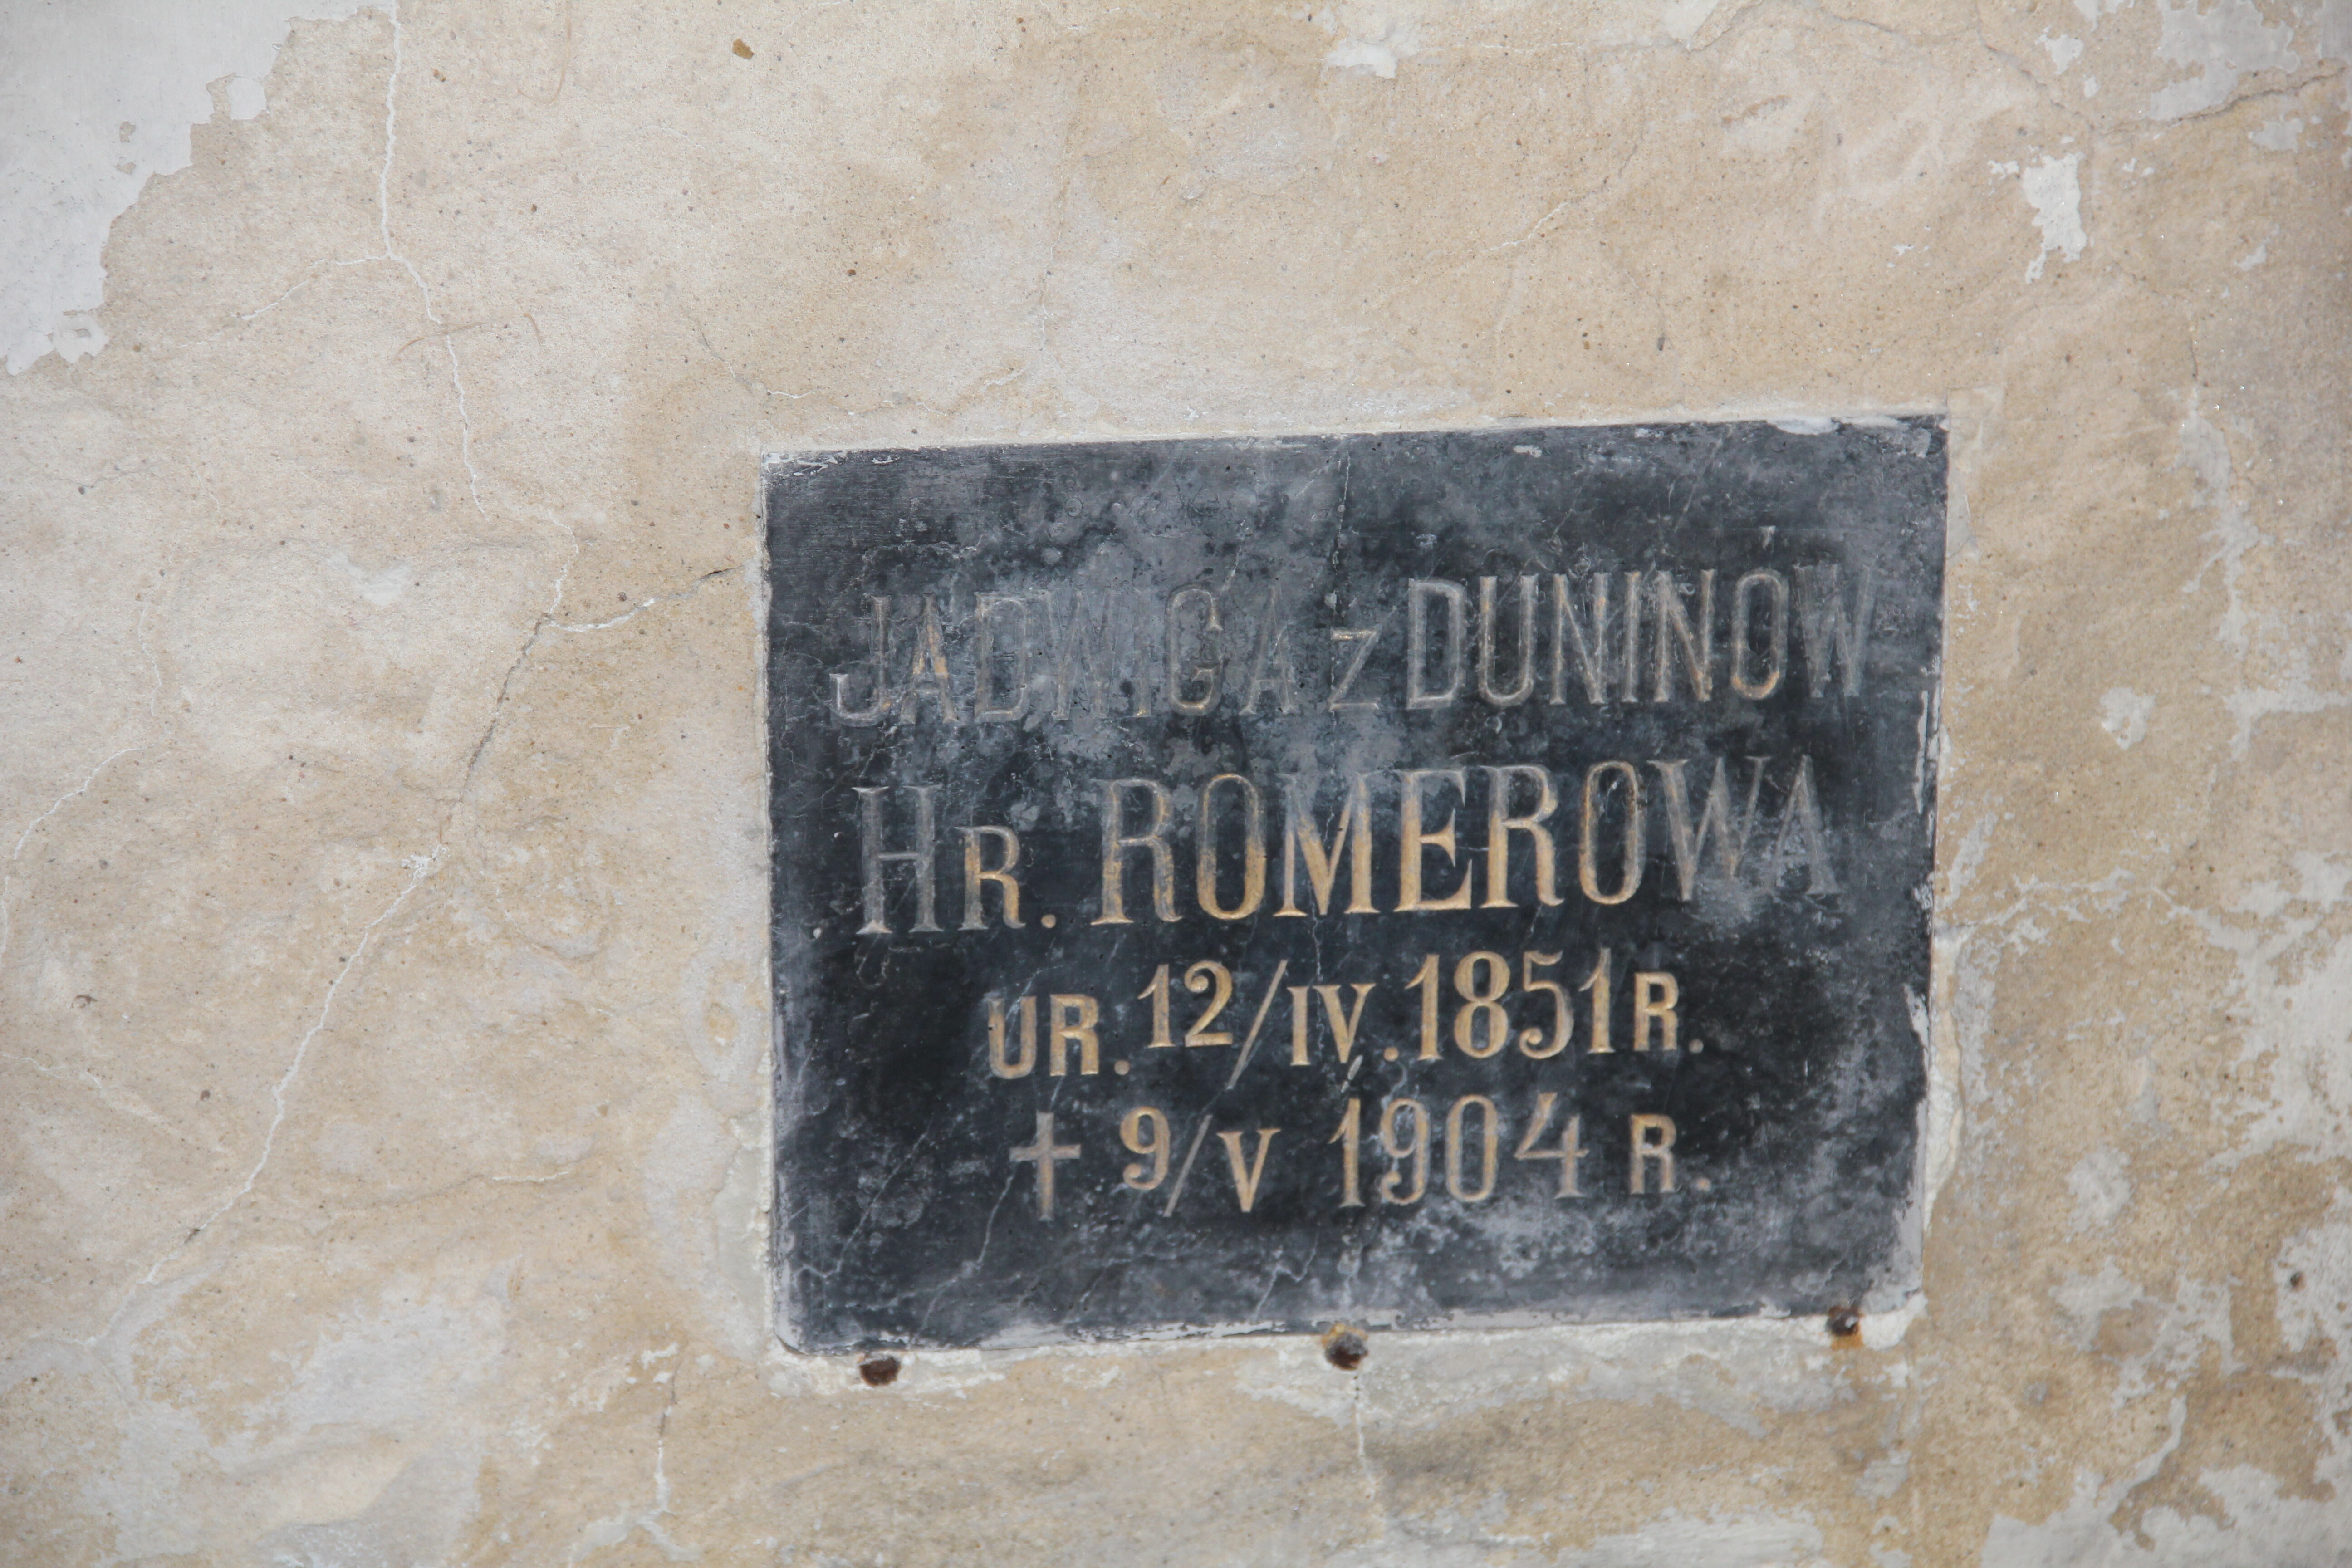 JADWIGA z DUNINÓW
HR. ROMEROWA
UR. 12/IV. 1851 R.
+ 9/V 1904 R.